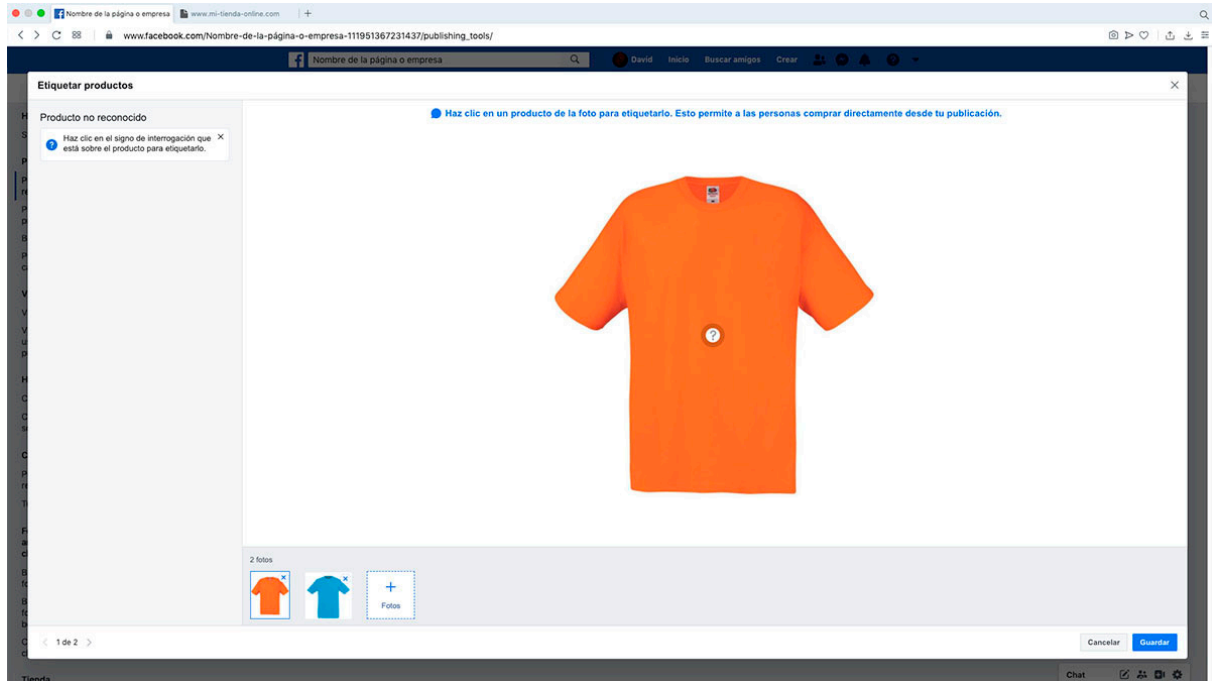 Nombre de la página o empresa
www.mi-tienda-online.com
www.facebook.com/Nombre-de-la-página-o-empresa-111951367231437/publishing_tools/
Nombre de la página o empresa
David Inicio Buscar amigos Crear
Etiquetar productos
Producto no reconocido
Haz clic en el signo de interrogación que
está sobre el producto para etiquetarlo.
Haz clic en un producto de la foto para etiquetarlo. Esto permite a las personas comprar directamente desde tu publicación.
?
2 fotos
+
Fotos
1 de 2
Cancelar Guardar
Chat
Tienda